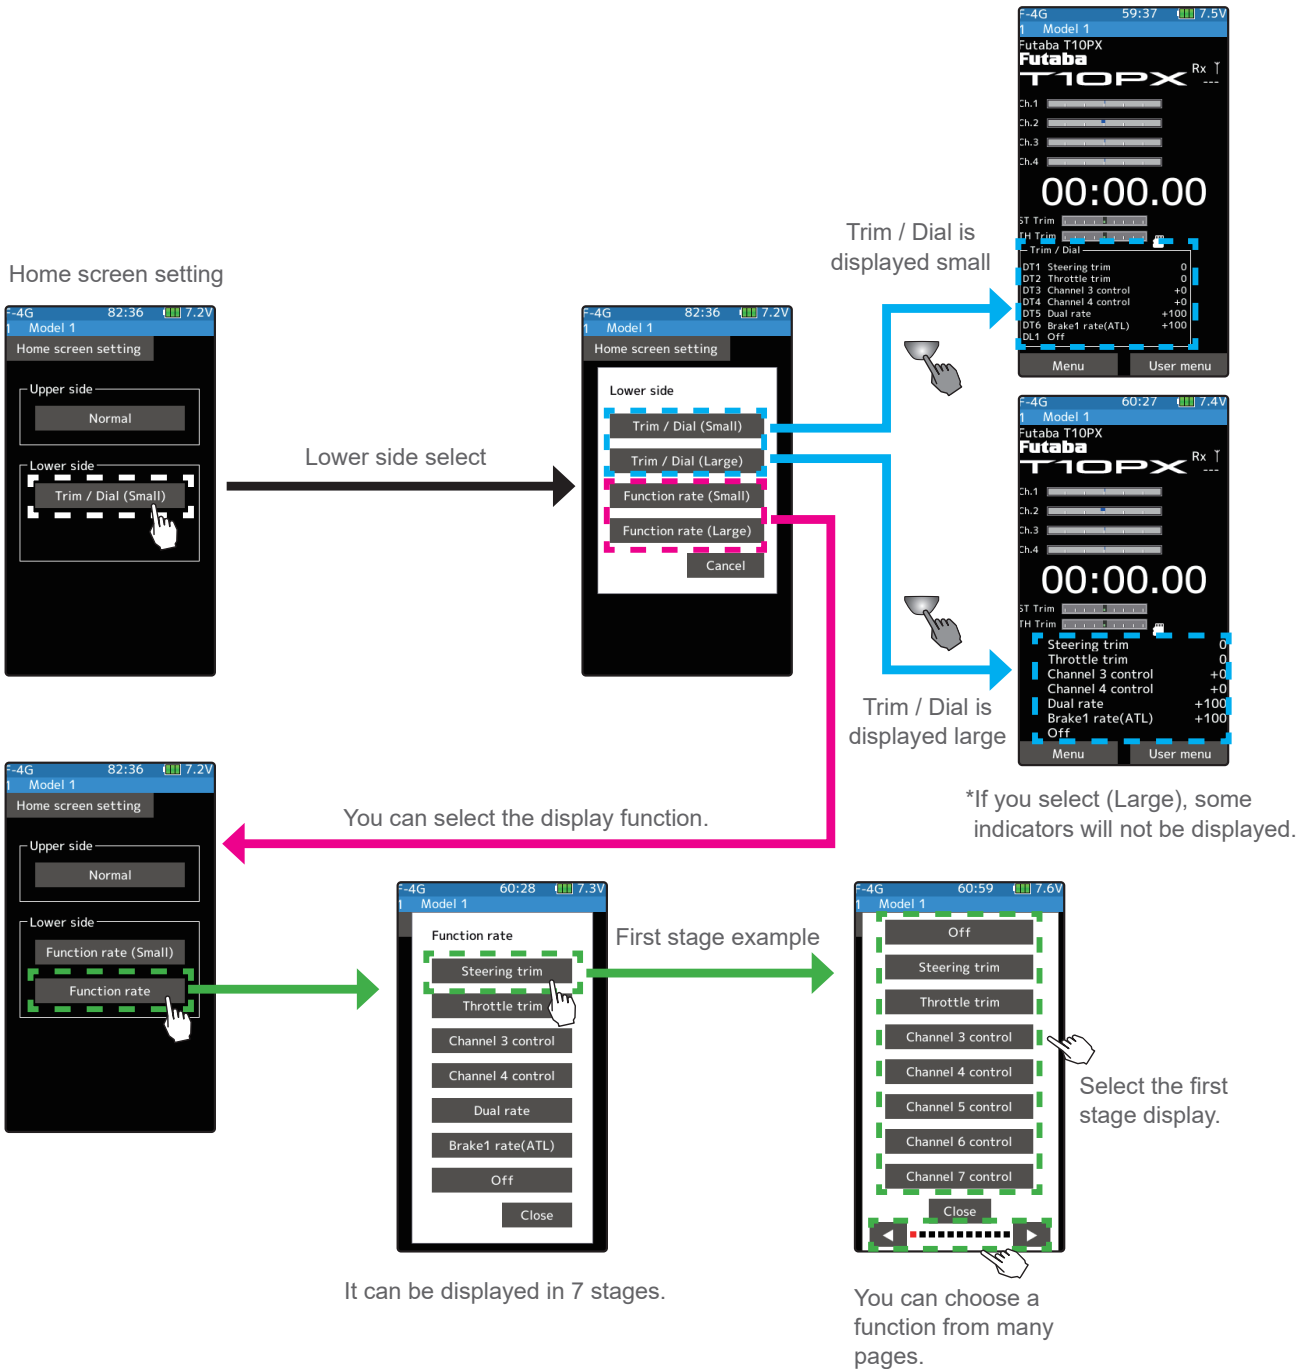 Home screen setting
F-4G 82:36 7.2V
1 Model 1
Home screen setting
Upper side
Normal
Lower side
Trim / Dial (Small)
Lower side select
F-4G 82:36 7.2V
1 Model 1
Home screen setting
Lower side
Trim / Dial (Small)
Trim / Dial (Large)
Function rate (Small)
Function rate (Large)
Cancel
Trim / Dial is
displayed small
F-4G 59:37 7.5V
1 Model 1
Futaba T10PX
Futaba
T10PX
Rx
---
Ch.1
Ch.2
Ch.3
Ch.4
00:00.00
ST Trim
TH Trim
Trim / Dial
DT1 Steering trim 0
DT2 Throttle trim 0
DT3 Channel 3 control +0
DT4 Channel 4 control +0
DT5 Dual rate +100
DT6 Brake1 rate(ATL) +100
DL1 Off
Menu User menu
Trim / Dial is
displayed large
F-4G 60:27 7.4V
1 Model 1
Futaba T10PX
Futaba
T10PX
Rx
---
Ch.1
Ch.2
Ch.3
Ch.4
00:00.00
ST Trim
TH Trim
Steering trim 0
Throttle trim 0
Channel 3 control +0
Channel 4 control +0
Dual rate +100
Brake1 rate(ATL) +100
Off
Menu User menu
*If you select (Large), some
indicators will not be displayed.
You can select the display function.
F-4G 82:36 7.2V
1 Model 1
Home screen setting
Upper side
Normal
Lower side
Function rate (Small)
Function rate
F-4G 60:28 7.3V
1 Model 1
Function rate
Steering trim
Throttle trim
Channel 3 control
Channel 4 control
Dual rate
Brake1 rate(ATL)
Off
Close
It can be displayed in 7 stages.
First stage example
F-4G 60:59 7.6V
1 Model 1
Off
Steering trim
Throttle trim
Channel 3 control
Channel 4 control
Channel 5 control
Channel 6 control
Channel 7 control
Close
Select the first
stage display.
You can choose a
function from many
pages.